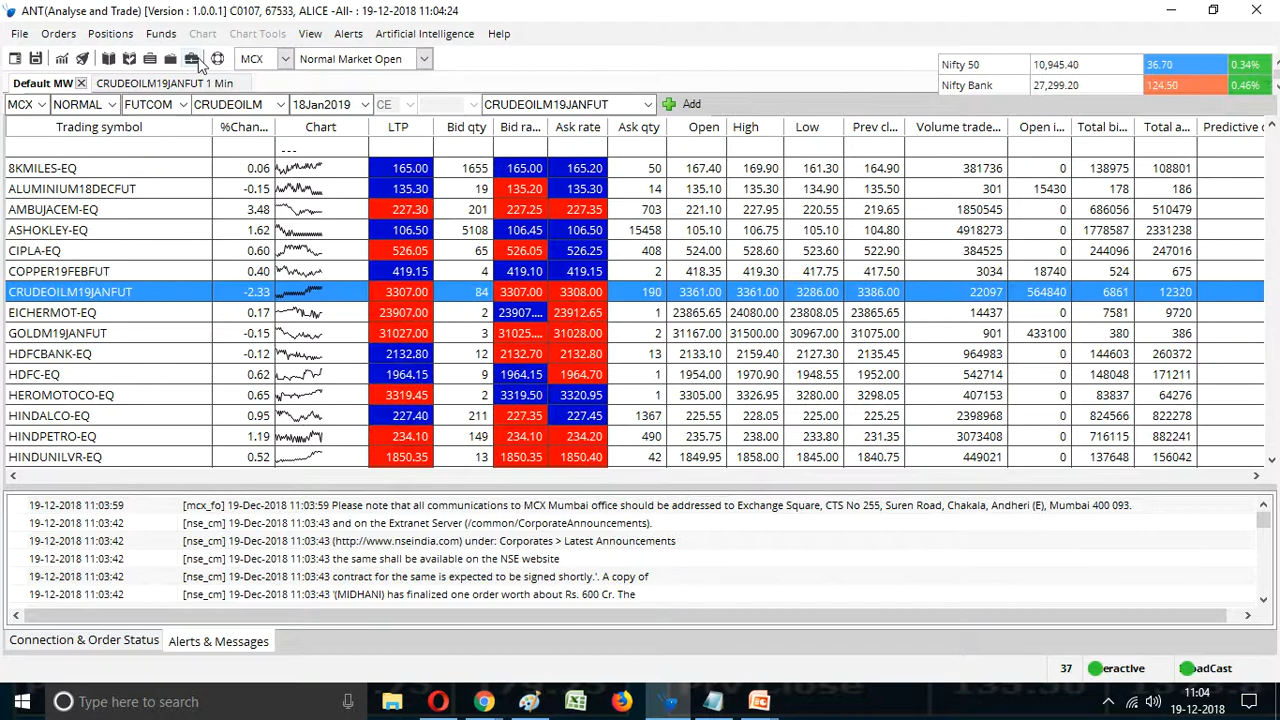 ANT(Analyse and Trade) [Version : 1.0.0.1] C0107, 67533, ALICE -All- : 19-12-2018 11:04:24
File Orders Positions Funds Chart Chart Tools View Alerts Artificial Intelligence Help
MCX Normal Market Open
Nifty 50 10,945.40 36.70 0.34%
Nifty Bank 27,299.20 124.50 0.46%
Default MW CRUDEOILM19JANFUT 1 Min
MCX NORMAL FUTCOM CRUDEOILM 18Jan2019 CE CRUDEOILM19JANFUT Add
Trading symbol %Chan... Chart LTP Bid qty Bid ra... Ask rate Ask qty Open High Low Prev cl... Volume trade... Open i... Total bi... Total a... Predictive
---
8KMILES-EQ 0.06 165.00 1655 165.00 165.20 50 167.40 169.90 161.30 164.90 381736 0 138975 108801
ALUMINIUM18DECFUT -0.15 135.30 19 135.20 135.30 14 135.10 135.30 134.90 135.50 301 15430 178 186
AMBUJACEM-EQ 3.48 227.30 201 227.25 227.35 703 221.10 227.95 220.55 219.65 1850545 0 686056 510479
ASHOKLEY-EQ 1.62 106.50 5108 106.45 106.50 15458 105.10 106.75 105.10 104.80 4918273 0 1778587 2331238
CIPLA-EQ 0.60 526.05 65 526.05 526.25 408 524.00 528.60 523.60 522.90 384525 0 292437 247016
COPPER19FEBFUT 0.40 419.15 4 419.10 419.15 2 418.35 419.30 417.75 417.50 3034 18740 524 675
CRUDEOILM19JANFUT -2.33 3307.00 84 3307.00 3308.00 190 3361.00 3361.00 3286.00 3386.00 22097 564840 6861 12320
EICHERMOT-EQ 0.17 23907.00 2 23907.... 23912.65 1 23865.65 24080.00 23808.05 23865.65 14437 0 7581 9720
GOLDM19JANFUT -0.15 31027.00 3 31025.... 31028.00 2 31167.00 31500.00 30967.00 31075.00 901 433100 380 386
HDFCBANK-EQ -0.12 2132.80 12 2132.70 2132.80 13 2133.10 2159.40 2127.30 2135.45 964983 0 144603 260372
HDFC-EQ 0.62 1964.15 9 1964.15 1964.70 1 1954.00 1970.90 1948.55 1952.00 542714 0 148048 171211
HEROMOTOCO-EQ 0.65 3319.45 2 3319.50 3320.95 1 3305.00 3326.95 3280.00 3298.05 407153 0 83837 64276
HINDALCO-EQ 0.95 227.40 211 227.35 227.45 1367 225.55 228.05 225.00 225.25 2398968 0 824566 822278
HINDPETRO-EQ 1.19 234.10 149 234.10 234.20 490 235.75 238.00 233.80 231.35 3073408 0 716115 882241
HINDUNILVR-EQ 0.52 1850.35 13 1850.35 1850.40 42 1849.95 1858.00 1845.00 1840.75 449021 0 137648 156042
19-12-2018 11:03:59 [mcx_fo] 19-Dec-2018 11:03:59 Please note that all communications to MCX Mumbai office should be addressed to Exchange Square, CTS No 255, Suren Road, Chakala, Andheri (E), Mumbai 400 093.
19-12-2018 11:03:42 [nse_cm] 19-Dec-2018 11:03:43 and on the Extranet Server (/common/CorporateAnnouncements).
19-12-2018 11:03:42 [nse_cm] 19-Dec-2018 11:03:43 (http://www.nseindia.com) under: Corporates > Latest Announcements
19-12-2018 11:03:42 [nse_cm] 19-Dec-2018 11:03:43 the same shall be available on the NSE website
19-12-2018 11:03:42 [nse_cm] 19-Dec-2018 11:03:43 contract for the same is expected to be signed shortly.'. A copy of
19-12-2018 11:03:42 [nse_cm] 19-Dec-2018 11:03:43 '(MIDHANI) has finalized one order worth about Rs. 600 Cr. The
Connection & Order Status Alerts & Messages
37 eractive adCast
Type here to search
11:04
19-12-2018